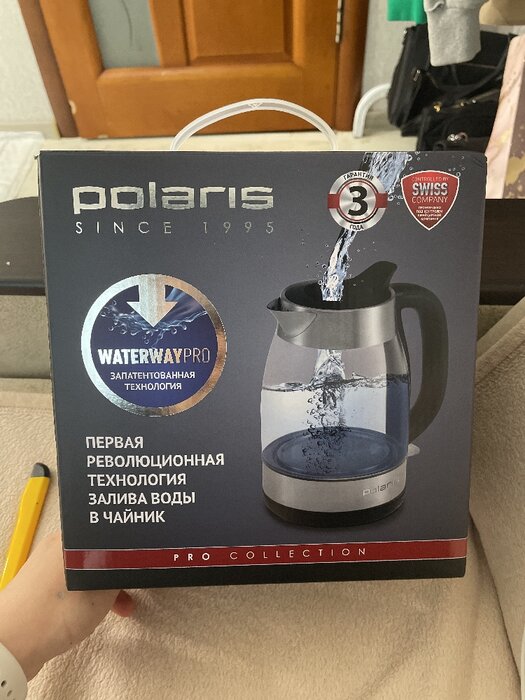 polaris
SINCE 1995
ГАРАНТИЯ
3
ГОДА
CONTROLLED BY
SWISS
COMPANY
WATERWAYPRO
ЗАПАТЕНТОВАННАЯ
ТЕХНОЛОГИЯ
ПЕРВАЯ
РЕВОЛЮЦИОННАЯ
ТЕХНОЛОГИЯ
ЗАЛИВА ВОДЫ
В ЧАЙНИК
polaris
PRO COLLECTION